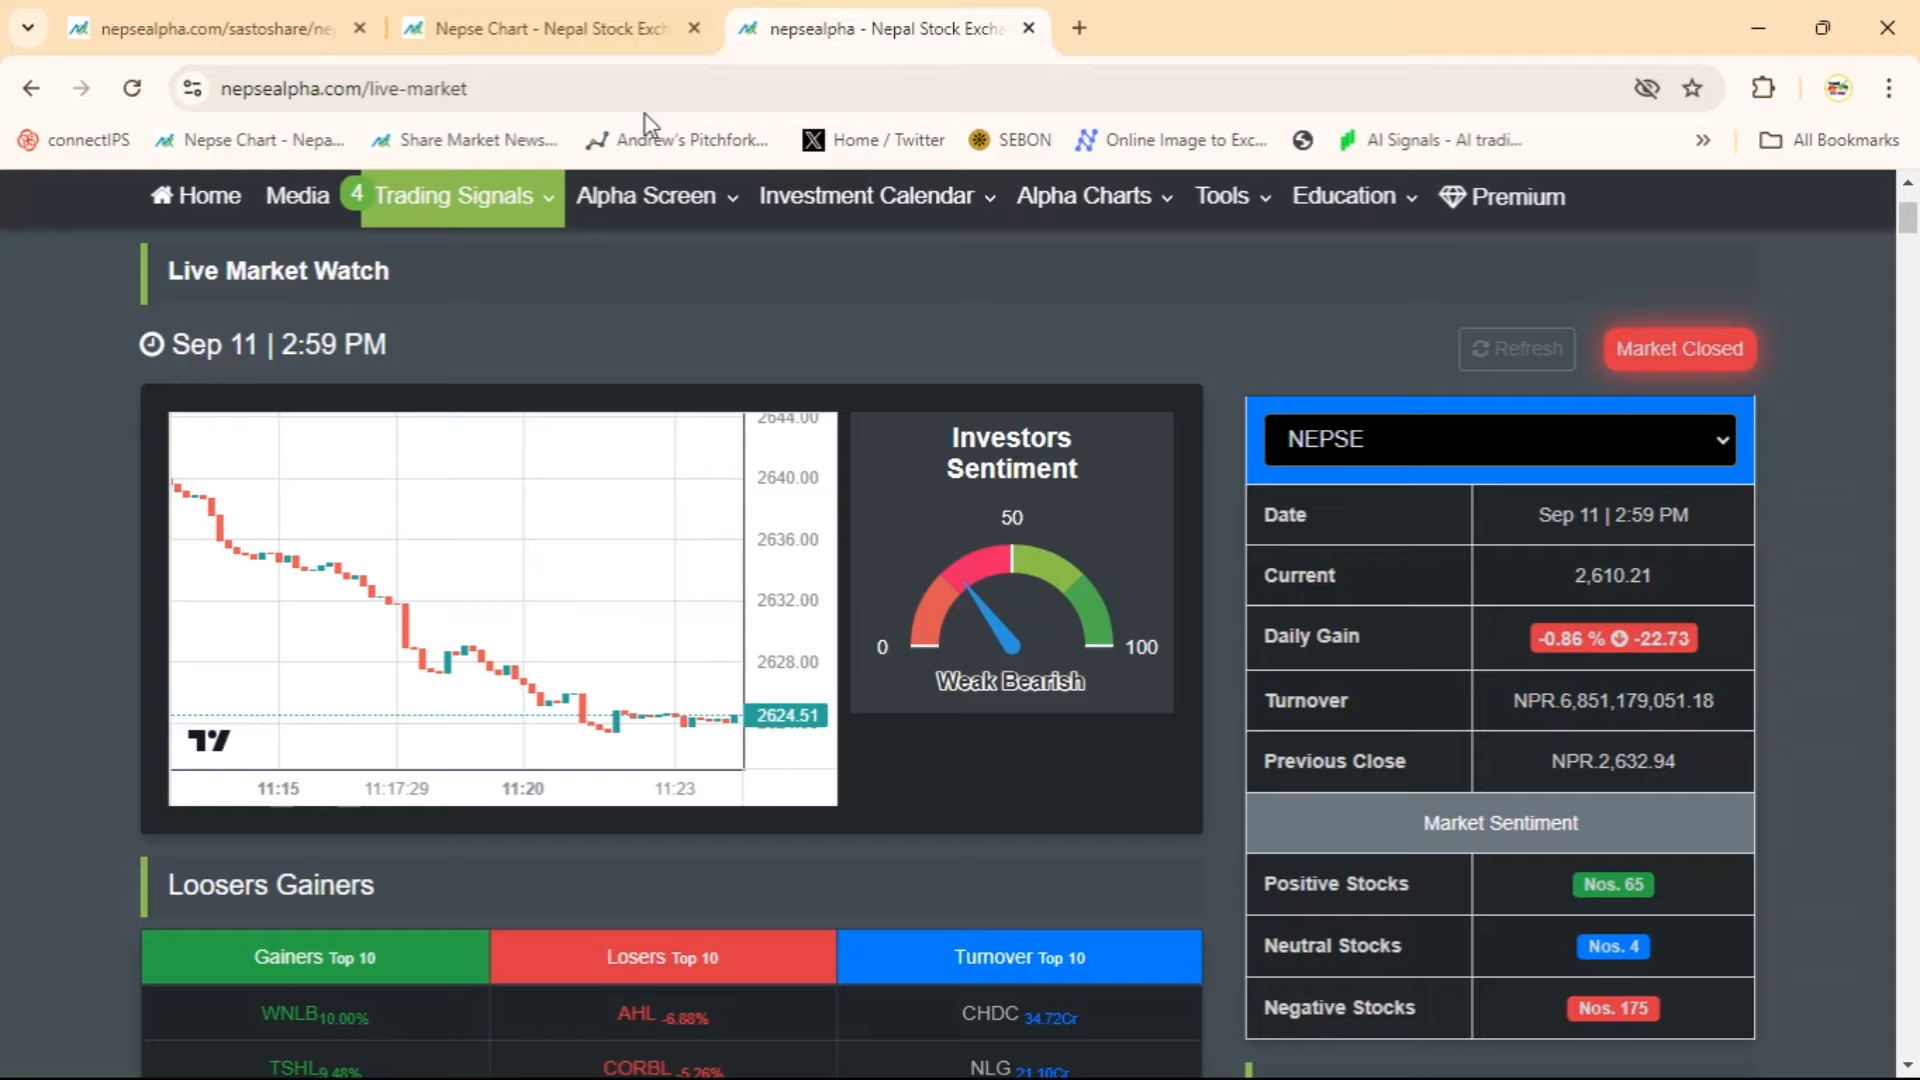 nepsealpha.com/sastoshare/ne
Nepse Chart - Nepal Stock Exch
nepsealpha - Nepal Stock Excha
nepsealpha.com/live-market
connectIPS
Nepse Chart - Nepa...
Share Market News...
Andrew's Pitchfork...
Home / Twitter
SEBON
Online Image to Exc...
AI Signals - AI tradi...
All Bookmarks
Home
Media
4
Trading Signals
Alpha Screen
Investment Calendar
Alpha Charts
Tools
Education
Premium
Live Market Watch
Sep 11 | 2:59 PM
Refresh
Market Closed
2644.00
2640.00
2636.00
2632.00
2628.00
2624.51
11:15
11:17:29
11:20
11:23
Investors
Sentiment
50
0
100
Weak Bearish
NEPSE
Date
Sep 11 | 2:59 PM
Current
2,610.21
Daily Gain
-0.86 % -22.73
Turnover
NPR.6,851,179,051.18
Previous Close
NPR.2,632.94
Market Sentiment
Positive Stocks
Nos. 65
Neutral Stocks
Nos. 4
Negative Stocks
Nos. 175
Loosers Gainers
Gainers Top 10
Losers Top 10
Turnover Top 10
WNLB 10.00%
AHL -6.88%
CHDC 34.72Cr
TSHL 9.48%
CORBL -5.26%
NLG 21.10Cr